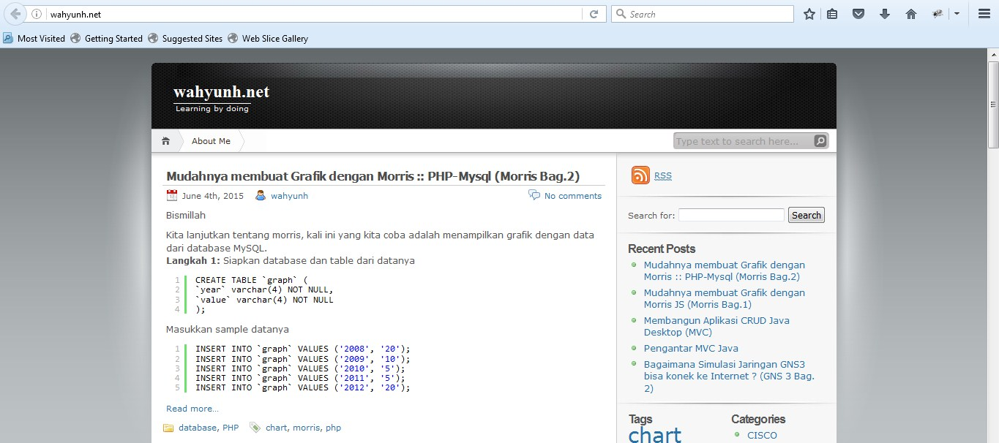 wahyunh.net
Search
Most Visited Getting Started Suggested Sites Web Slice Gallery
wahyunh.net
Learning by doing
About Me
Type text to search here...
Mudahnya membuat Grafik dengan Morris :: PHP-Mysql (Morris Bag.2)
June 4th, 2015 wahyunh No comments
Bismillah
Kita lanjutkan tentang morris, kali ini yang kita coba adalah menampilkan grafik dengan data
dari database MySQL.
Langkah 1: Siapkan database dan table dari datanya
1 CREATE TABLE `graph` (
2 `year` varchar(4) NOT NULL,
3 `value` varchar(4) NOT NULL
4 );
Masukkan sample datanya
1 INSERT INTO `graph` VALUES ('2008', '20');
2 INSERT INTO `graph` VALUES ('2009', '10');
3 INSERT INTO `graph` VALUES ('2010', '5');
4 INSERT INTO `graph` VALUES ('2011', '5');
5 INSERT INTO `graph` VALUES ('2012', '20');
Read more...
database, PHP chart, morris, php
RSS
Search for: Search
Recent Posts
Mudahnya membuat Grafik dengan
Morris :: PHP-Mysql (Morris Bag.2)
Mudahnya membuat Grafik dengan
Morris JS (Morris Bag.1)
Membangun Aplikasi CRUD Java
Desktop (MVC)
Pengantar MVC Java
Bagaimana Simulasi Jaringan GNS3
bisa konek ke Internet ? (GNS 3 Bag.
2)
Tags
chart
Categories
CISCO